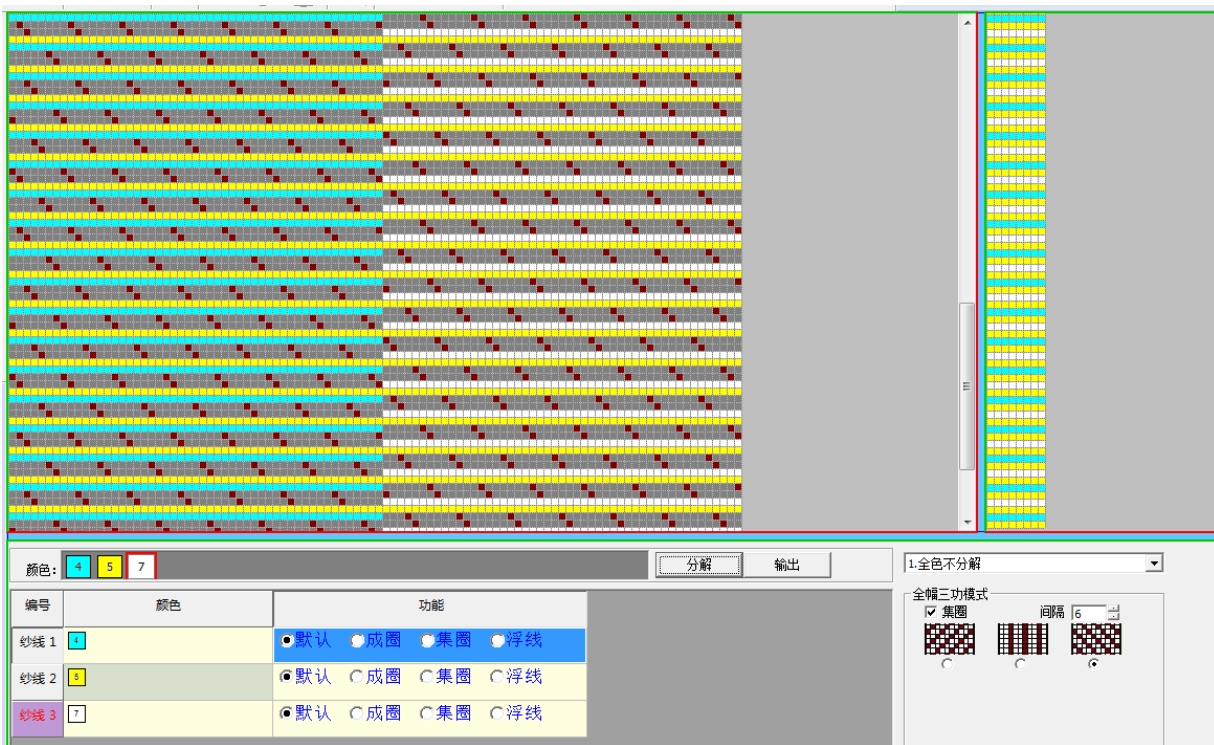 颜色: 4 5 7 分解 输出 1.全色不分解
编号 颜色 功能
纱线 1 4 默认 成圈 集圈 浮线
纱线 2 5 默认 成圈 集圈 浮线
纱线 3 7 默认 成圈 集圈 浮线
全幅三功模式
集圈 间隔 6